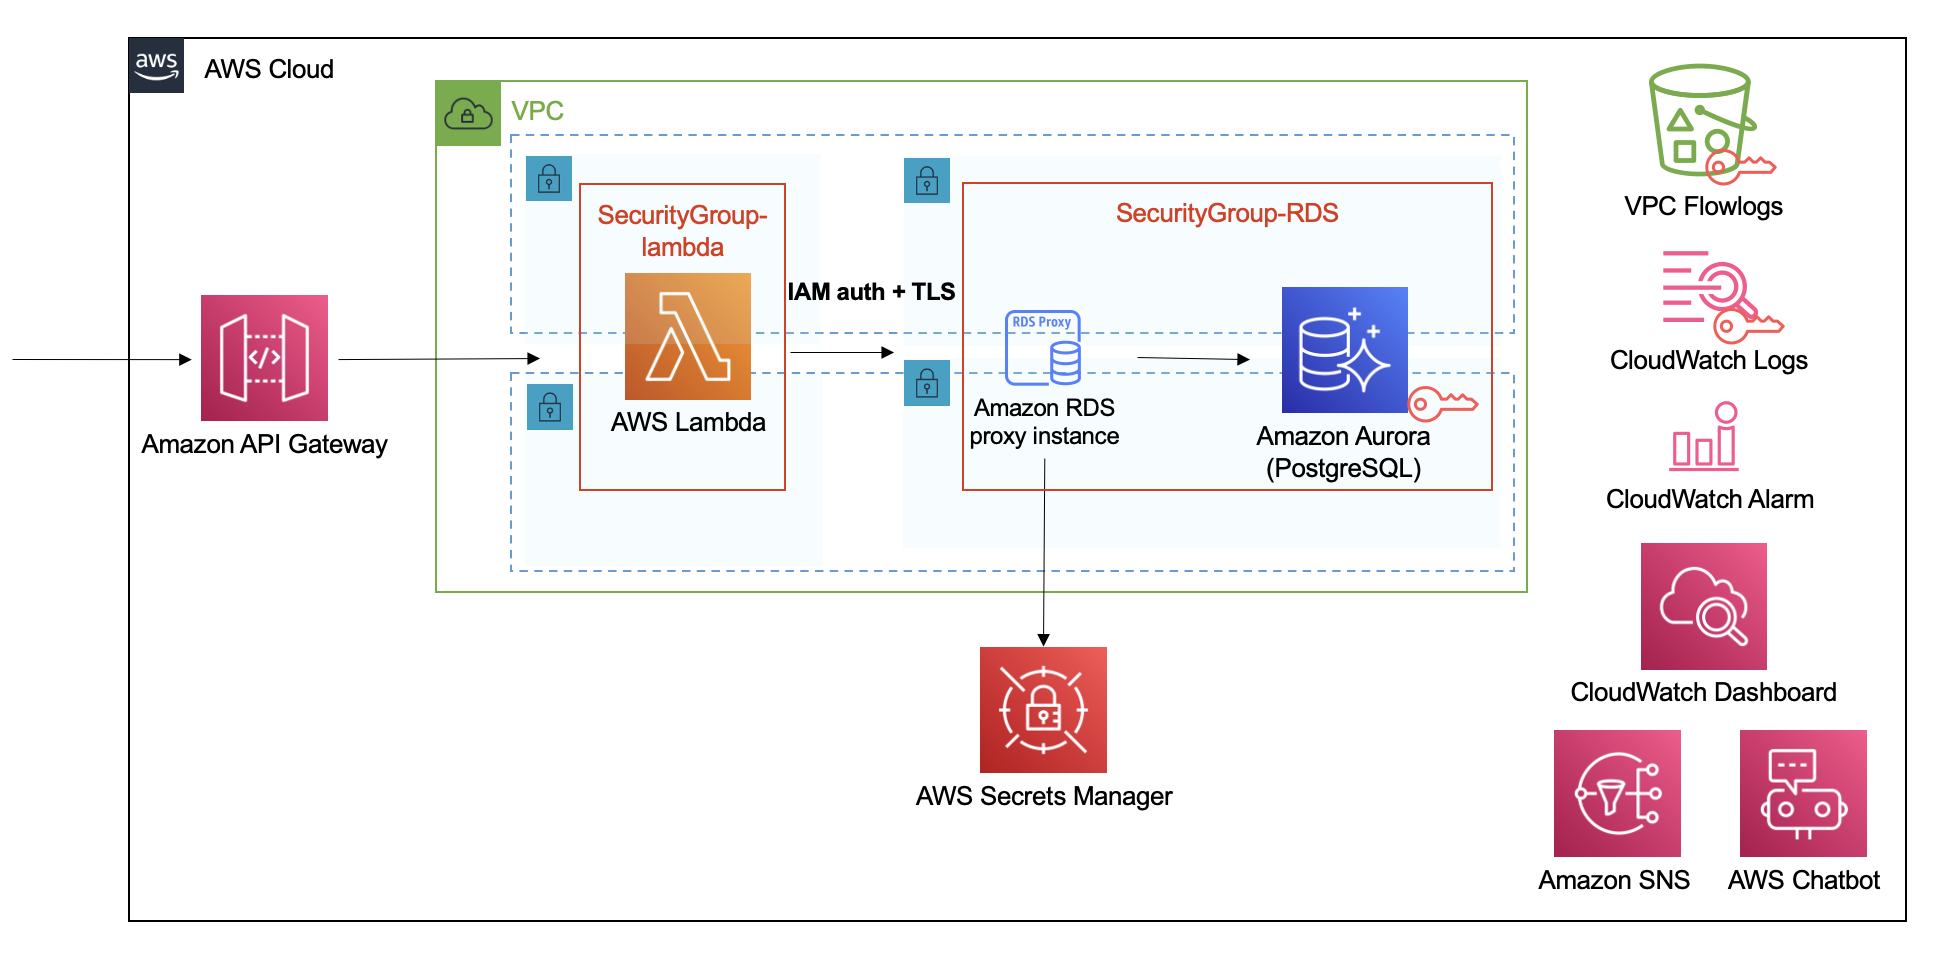 aws
AWS Cloud
VPC
SecurityGroup-
lambda
SecurityGroup-RDS
IAM auth + TLS
RDS Proxy
</>
Amazon API Gateway
AWS Lambda
Amazon RDS
proxy instance
Amazon Aurora
(PostgreSQL)
AWS Secrets Manager
VPC Flowlogs
CloudWatch Logs
CloudWatch Alarm
CloudWatch Dashboard
Amazon SNS
AWS Chatbot